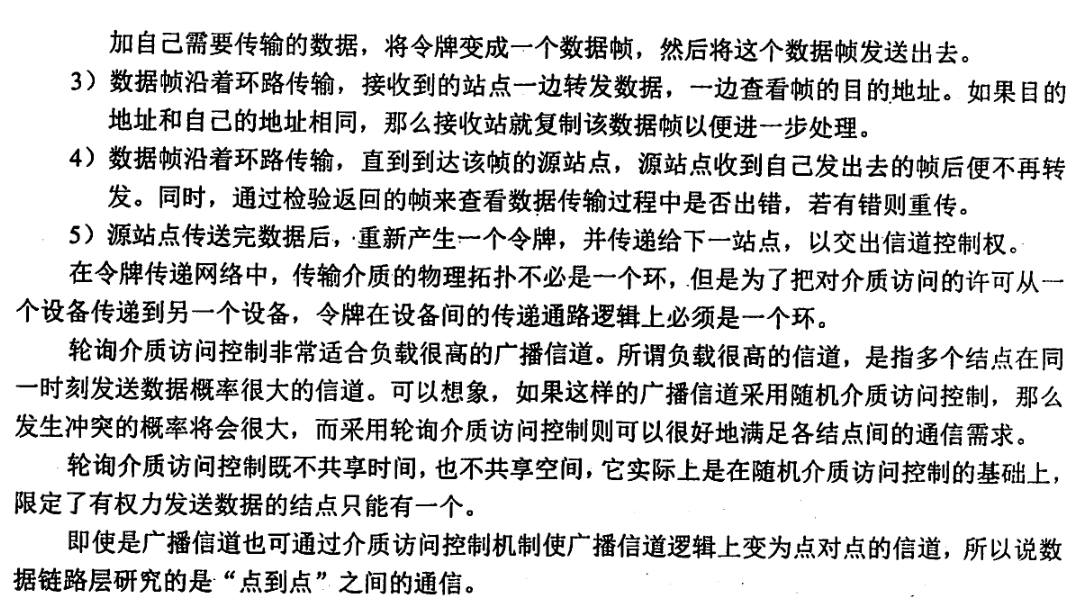 加自己需要传输的数据，将令牌变成一个数据帧，然后将这个数据帧发送出去。
3）数据帧沿着环路传输，接收到的站点一边转发数据，一边查看帧的目的地址。如果目的
地址和自己的地址相同，那么接收站就复制该数据帧以便进一步处理。
4）数据帧沿着环路传输，直到到达该帧的源站点，源站点收到自己发出去的帧后便不再转
发。同时，通过检验返回的帧来查看数据传输过程中是否出错，若有错则重传。
5）源站点传送完数据后，重新产生一个令牌，并传递给下一站点，以交出信道控制权。
在令牌传递网络中，传输介质的物理拓扑不必是一个环，但是为了把对介质访问的许可从一
个设备传递到另一个设备，令牌在设备间的传递通路逻辑上必须是一个环。
轮询介质访问控制非常适合负载很高的广播信道。所谓负载很高的信道，是指多个结点在同
一时刻发送数据概率很大的信道。可以想象，如果这样的广播信道采用随机介质访问控制，那么
发生冲突的概率将会很大，而采用轮询介质访问控制则可以很好地满足各结点间的通信需求。
轮询介质访问控制既不共享时间，也不共享空间，它实际上是在随机介质访问控制的基础上，
限定了有权力发送数据的结点只能有一个。
即使是广播信道也可通过介质访问控制机制使广播信道逻辑上变为点对点的信道，所以说数
据链路层研究的是“点到点”之间的通信。